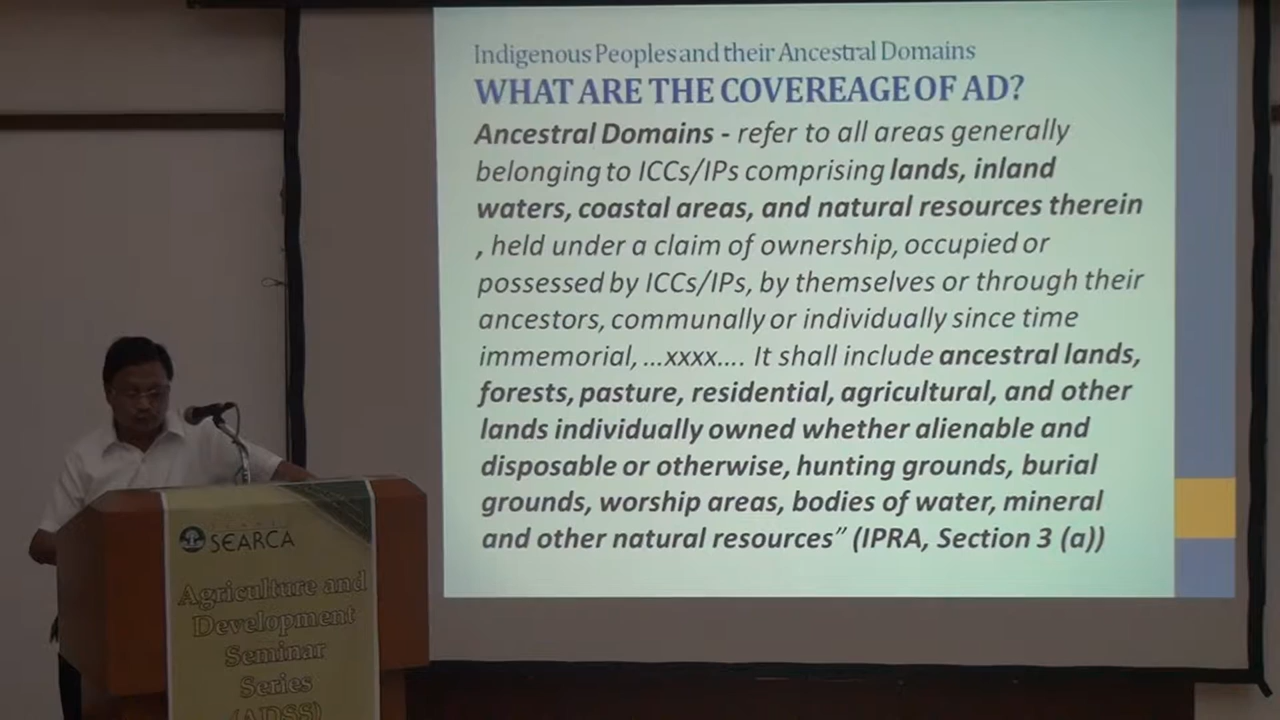 Indigenous Peoples and their Ancestral Domains
WHAT ARE THE COVEREAGE OF AD?
Ancestral Domains - refer to all areas generally
belonging to ICCs/IPs comprising lands, inland
waters, coastal areas, and natural resources therein
, held under a claim of ownership, occupied or
possessed by ICCs/IPs, by themselves or through their
ancestors, communally or individually since time
immemorial, ...xxxx.... It shall include ancestral lands,
forests, pasture, residential, agricultural, and other
lands individually owned whether alienable and
disposable or otherwise, hunting grounds, burial
grounds, worship areas, bodies of water, mineral
and other natural resources” (IPRA, Section 3 (a))
SEARCA
Agriculture and
Development
Seminar
Series
(ADSS)